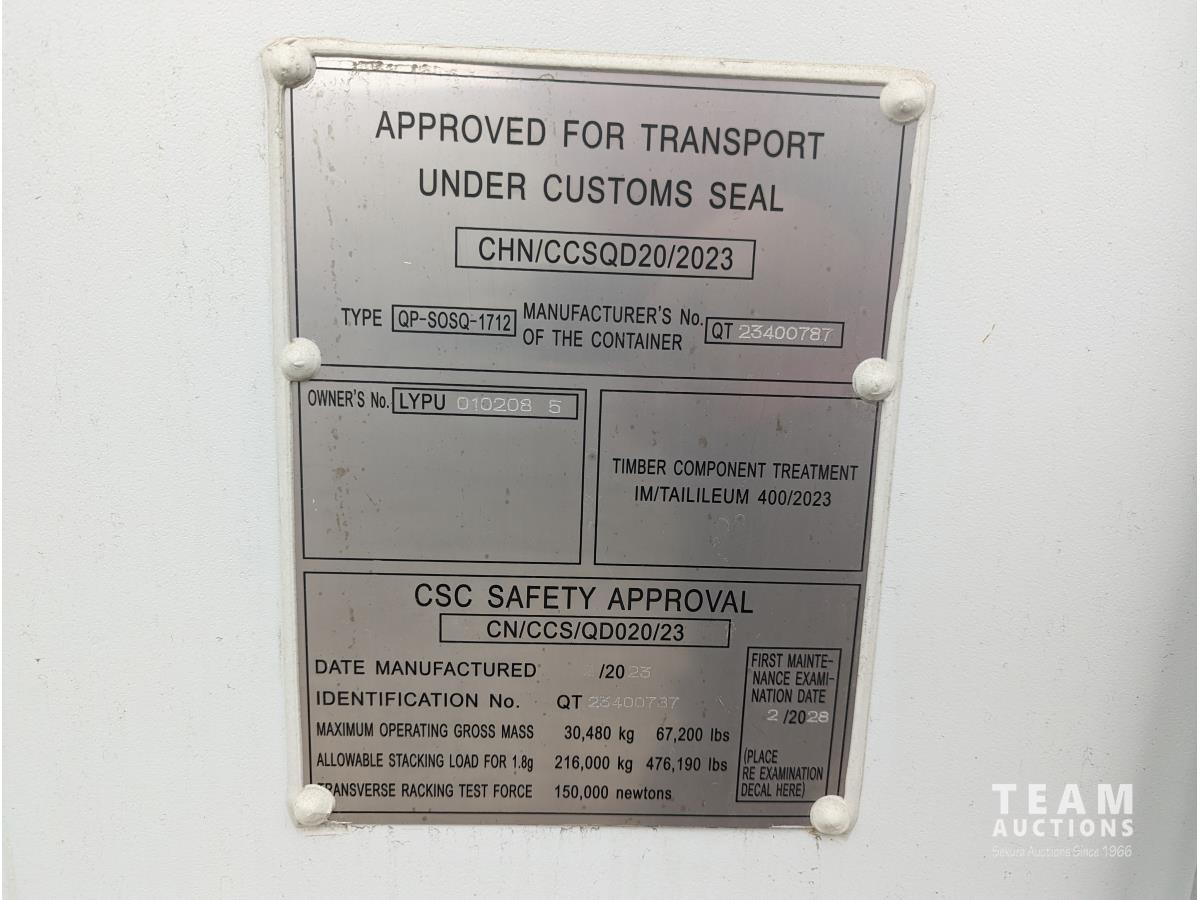 APPROVED FOR TRANSPORT
UNDER CUSTOMS SEAL
CHN/CCSQD20/2023
TYPE QP-SOSQ-1712 MANUFACTURER'S No. OF THE CONTAINER QT 23400787
OWNER'S No. LYPU 010208 5
TIMBER COMPONENT TREATMENT
IM/TAILILEUM 400/2023
CSC SAFETY APPROVAL
CN/CCS/QD020/23
DATE MANUFACTURED /2023
IDENTIFICATION No. QT 23400787
MAXIMUM OPERATING GROSS MASS 30,480 kg 67,200 lbs
ALLOWABLE STACKING LOAD FOR 1.8g 216,000 kg 476,190 lbs
TRANSVERSE RACKING TEST FORCE 150,000 newtons
FIRST MAINTE-
NANCE EXAMI-
NATION DATE
2/2028
(PLACE
RE EXAMINATION
DECAL HERE)
TEAM
AUCTIONS
Sekura Auctions Since 1966